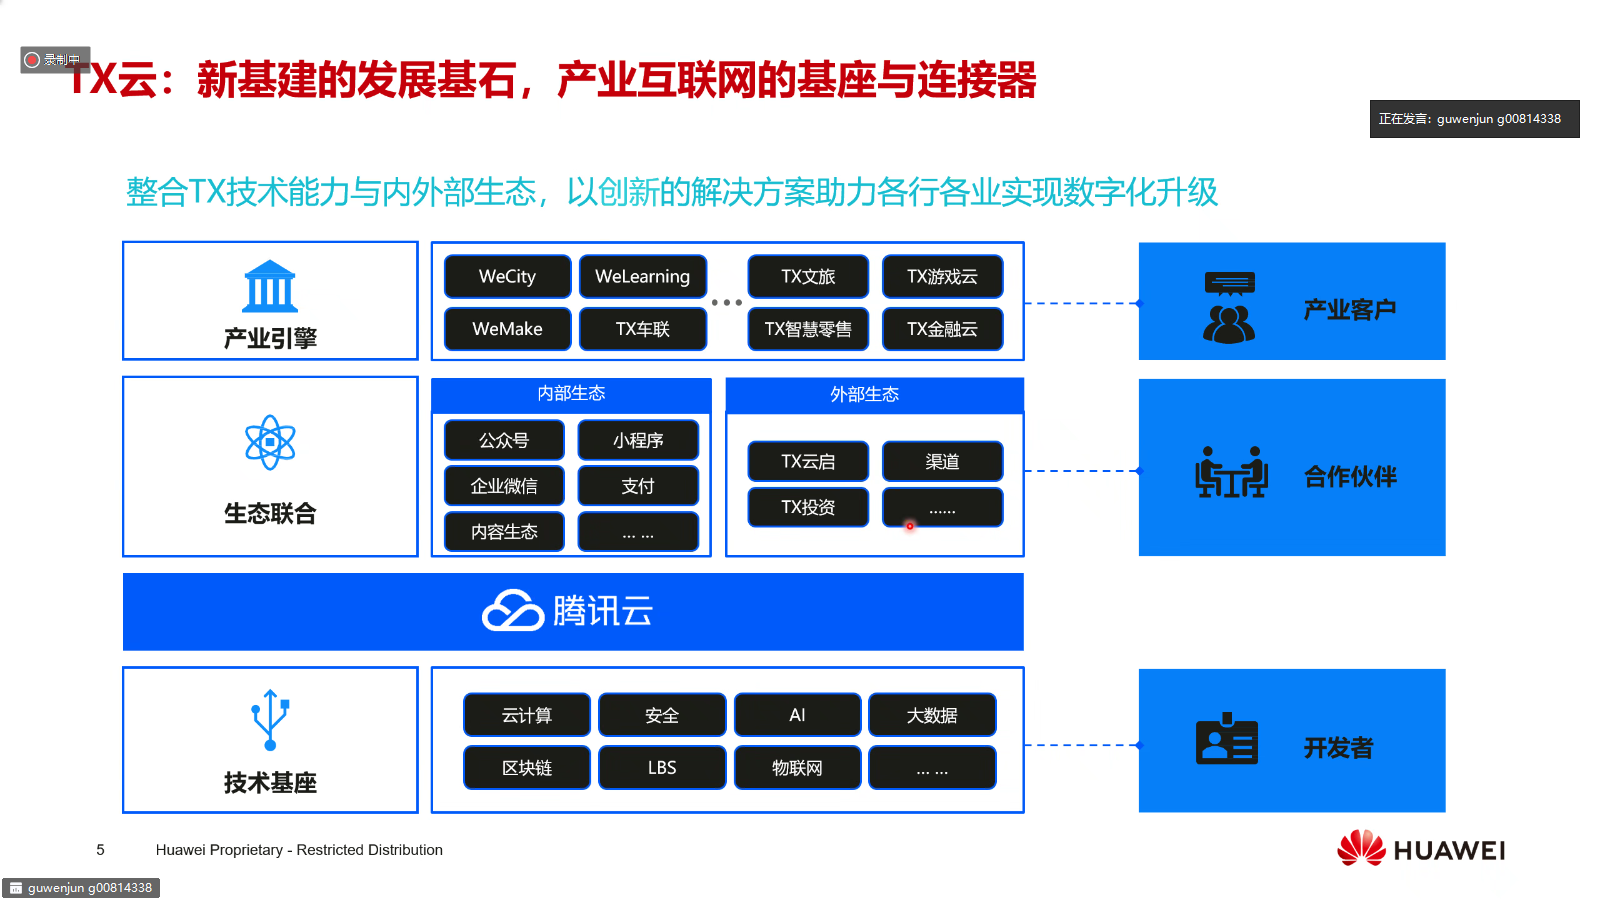 录制中
TX云：新基建的发展基石，产业互联网的基座与连接器
正在发言：guwenjun g00814338
整合TX技术能力与内外部生态，以创新的解决方案助力各行各业实现数字化升级
产业引擎
WeCity WeLearning TX文旅 TX游戏云
WeMake TX车联 ••• TX智慧零售 TX金融云
产业客户
生态联合
内部生态
公众号 小程序
企业微信 支付
内容生态 ... ...
外部生态
TX云启 渠道
TX投资 ......
合作伙伴
腾讯云
技术基座
云计算 安全 AI 大数据
区块链 LBS 物联网 ... ...
开发者
5 Huawei Proprietary - Restricted Distribution
HUAWEI
guwenjun g00814338